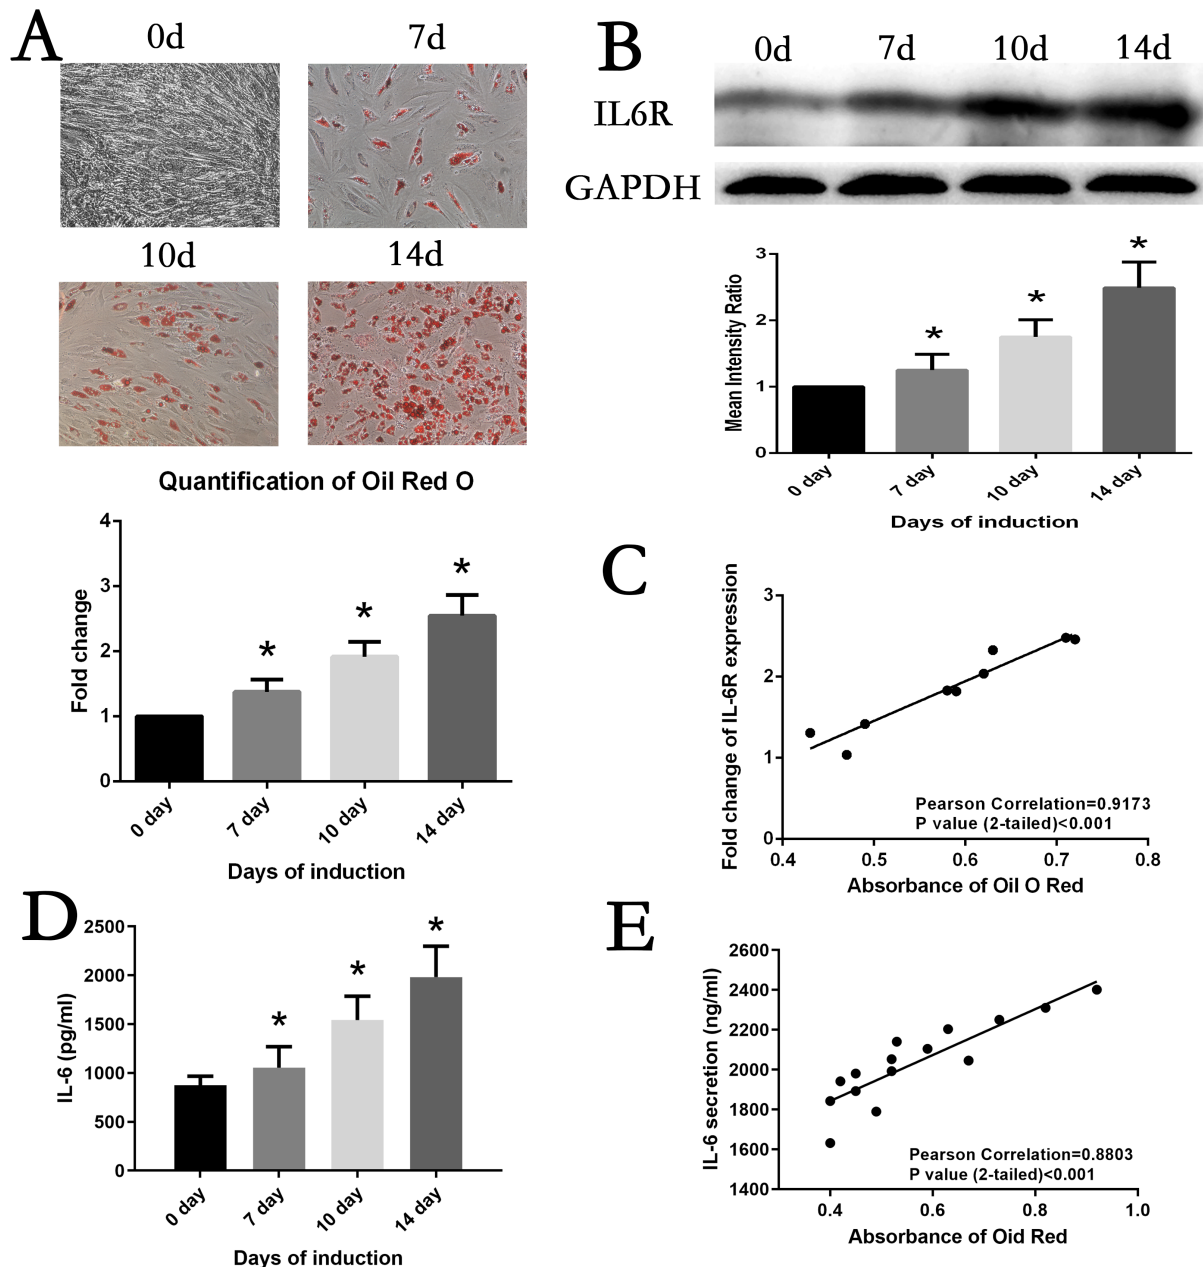 A
0d
7d
10d
14d
Quantification of Oil Red O
Fold change
4
3
2
1
0
*
*
*
0 day
7 day
10 day
14 day
Days of induction
B
0d
7d
10d
14d
IL6R
GAPDH
Mean Intensity Ratio
3
2
1
0
*
*
*
0 day
7 day
10 day
14 day
Days of induction
C
Fold change of IL-6R expression
3
2
1
0
Pearson Correlation=0.9173
P value (2-tailed)<0.001
0.4
0.5
0.6
0.7
0.8
Absorbance of Oil O Red
D
IL-6 (pg/ml)
2500
2000
1500
1000
500
0
*
*
*
0 day
7 day
10 day
14 day
Days of induction
E
IL-6 secretion (ng/ml)
2600
2400
2200
2000
1800
1600
1400
Pearson Correlation=0.8803
P value (2-tailed)<0.001
0.4
0.6
0.8
1.0
Absorbance of Oid Red